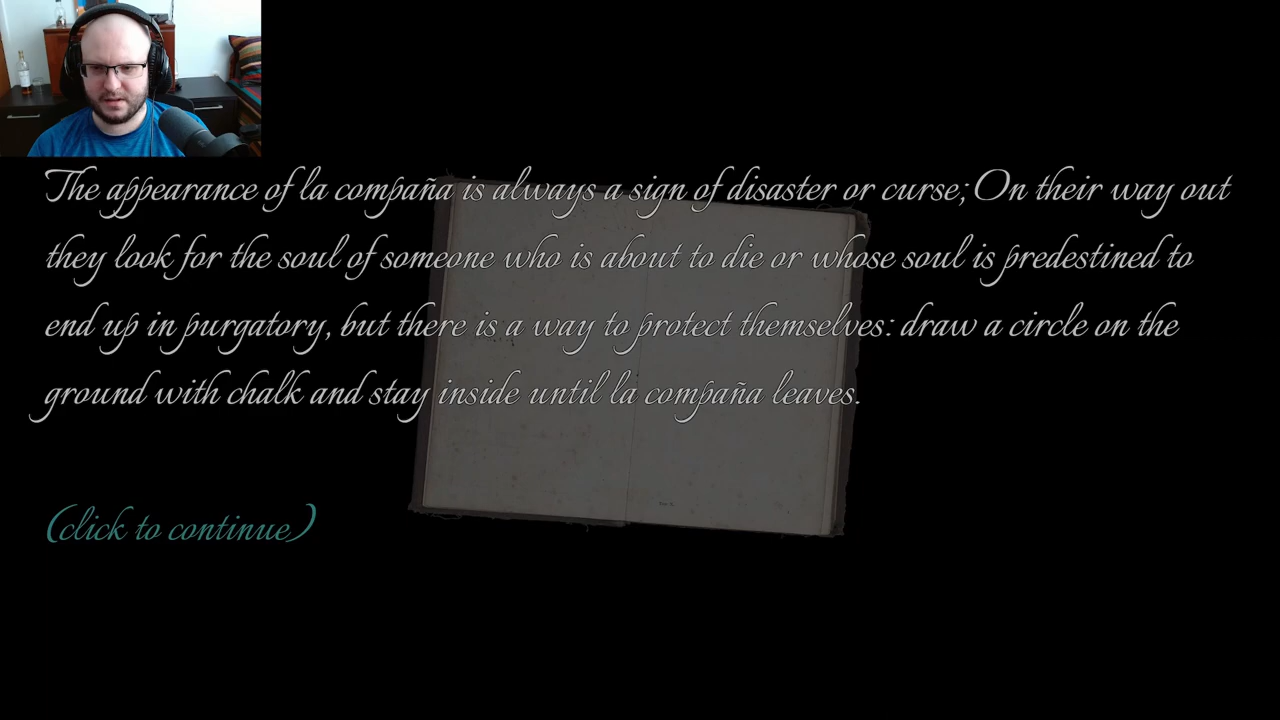 The appearance of la compaña is always a sign of disaster or curse; On their way out
they look for the soul of someone who is about to die or whose soul is predestined to
end up in purgatory, but there is a way to protect themselves: draw a circle on the
ground with chalk and stay inside until la compaña leaves.
(click to continue)